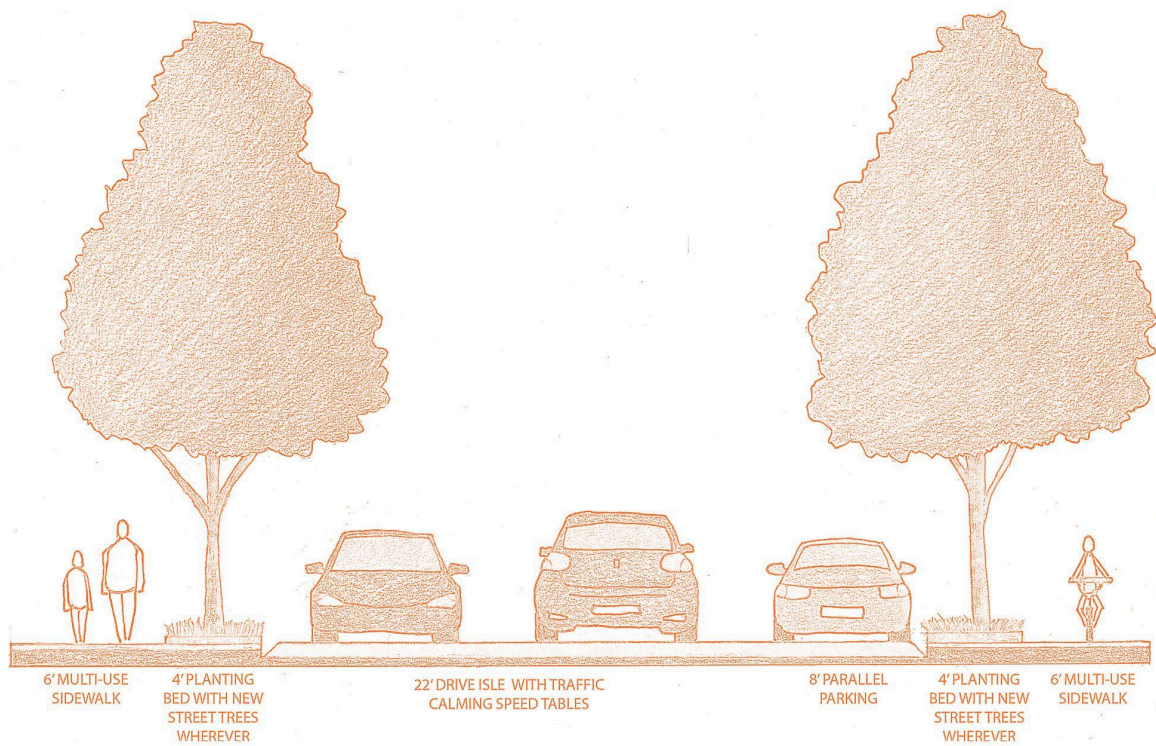 6' MULTI-USE
SIDEWALK
4' PLANTING
BED WITH NEW
STREET TREES
WHEREVER
22' DRIVE ISLE WITH TRAFFIC
CALMING SPEED TABLES
8' PARALLEL
PARKING
4' PLANTING
BED WITH NEW
STREET TREES
WHEREVER
6' MULTI-USE
SIDEWALK